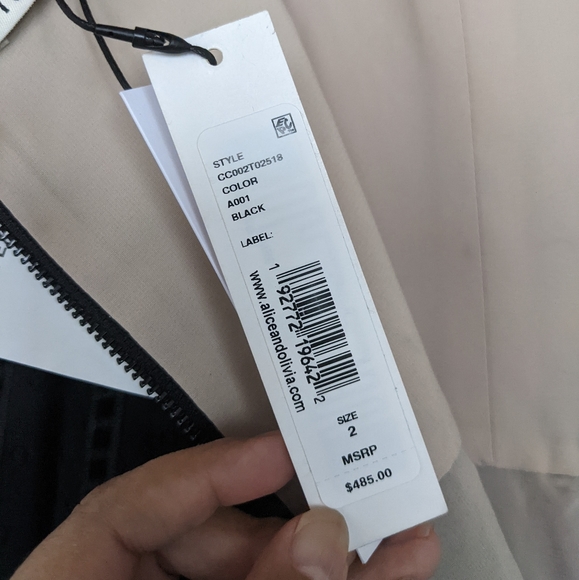 STYLE
CC002T02518
COLOR
A001
BLACK
LABEL:
1 92772 19642 2
www.aliceandolivia.com
SIZE
2
MSRP
$485.00